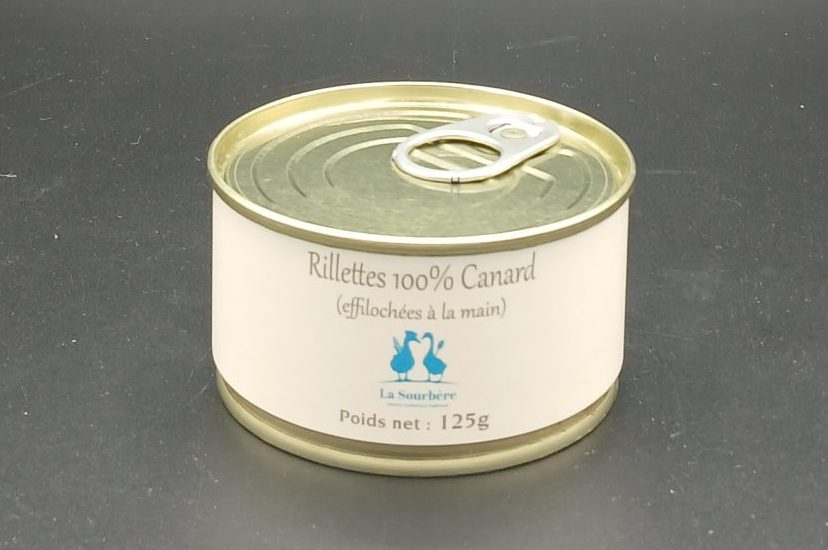 Rillettes 100% Canard
(effilochées à la main)
La Sourbère
Poids net : 125g